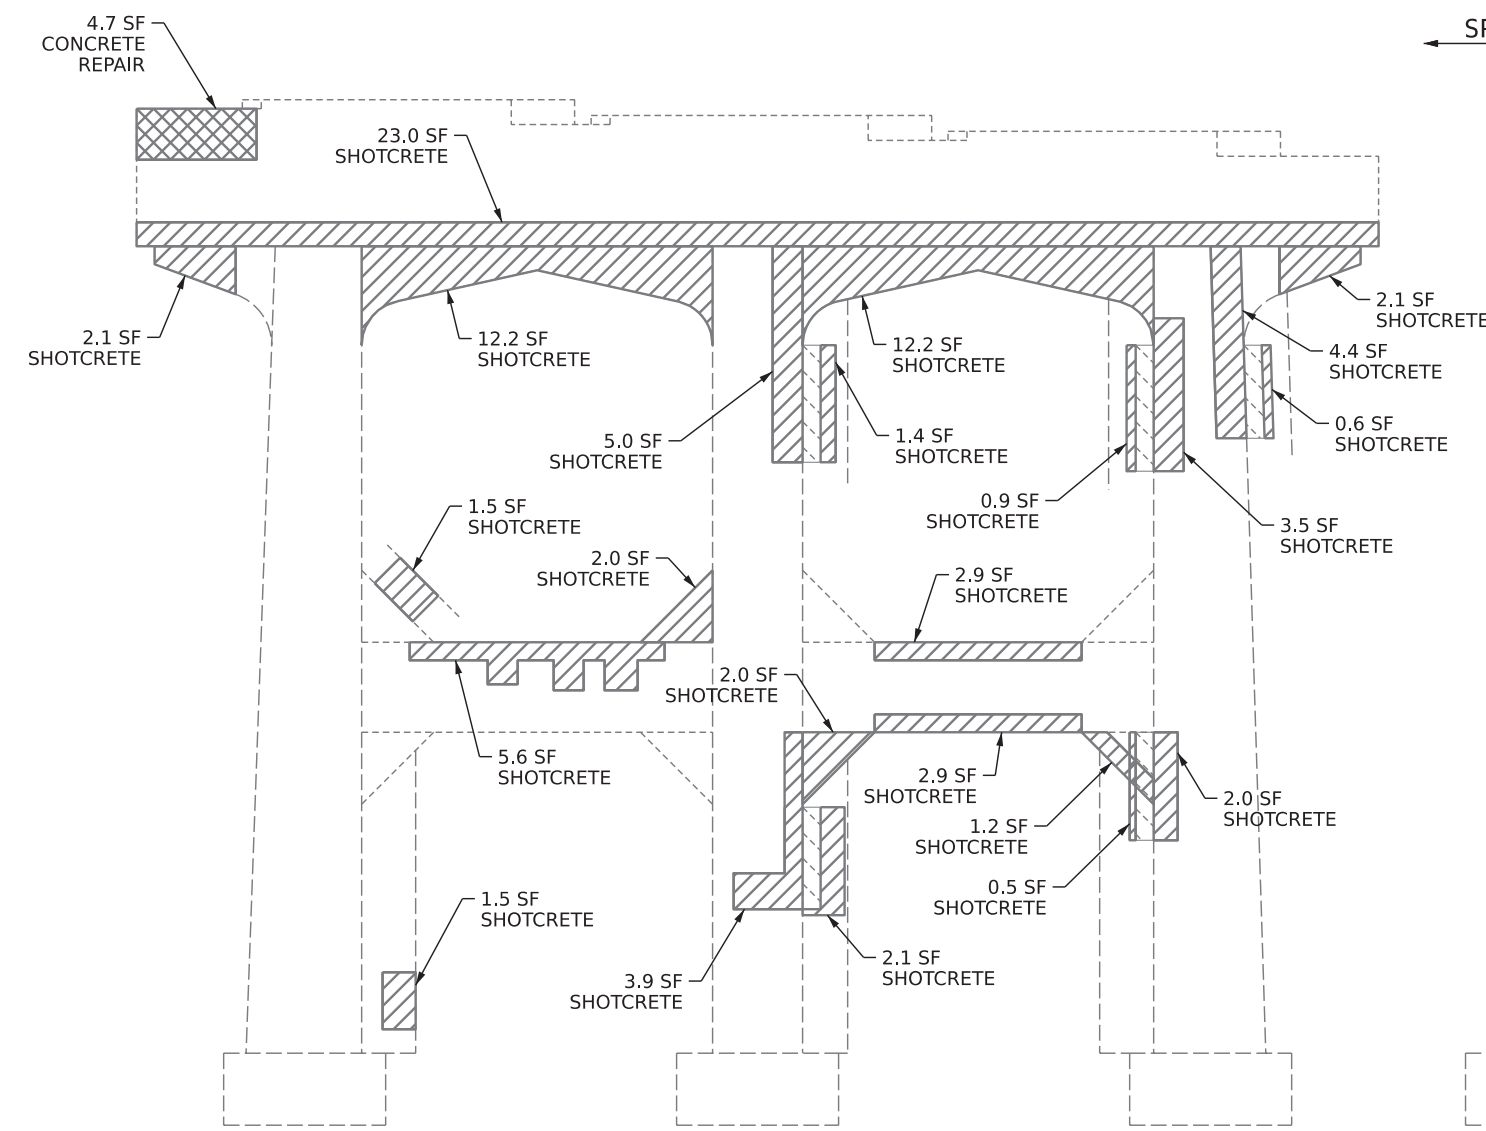 4.7 SF
CONCRETE
REPAIR
23.0 SF
SHOTCRETE
2.1 SF
SHOTCRETE
12.2 SF
SHOTCRETE
12.2 SF
SHOTCRETE
2.1 SF
SHOTCRETE
4.4 SF
SHOTCRETE
5.0 SF
SHOTCRETE
1.4 SF
SHOTCRETE
0.6 SF
SHOTCRETE
0.9 SF
SHOTCRETE
3.5 SF
SHOTCRETE
1.5 SF
SHOTCRETE
2.0 SF
SHOTCRETE
2.9 SF
SHOTCRETE
2.0 SF
SHOTCRETE
5.6 SF
SHOTCRETE
2.9 SF
SHOTCRETE
2.0 SF
SHOTCRETE
1.2 SF
SHOTCRETE
0.5 SF
SHOTCRETE
1.5 SF
SHOTCRETE
2.1 SF
SHOTCRETE
3.9 SF
SHOTCRETE